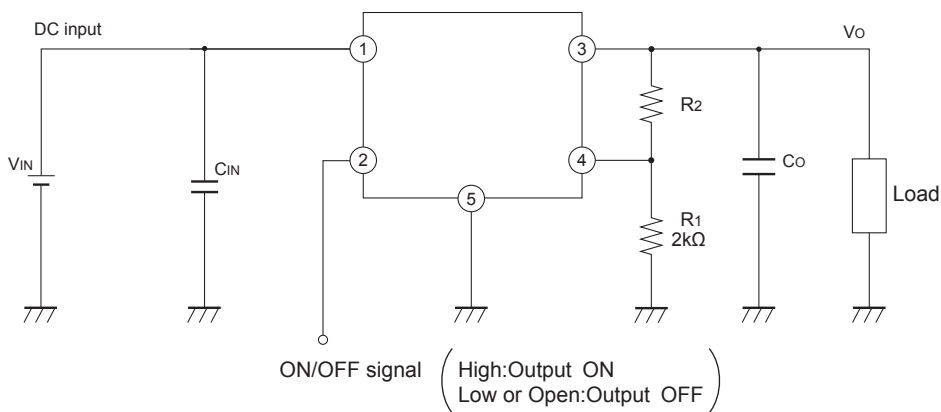 DC input
VO
1
3
R2
VIN
CIN
2
4
CO
Load
5
R1
2kΩ
ON/OFF signal
High:Output ON
Low or Open:Output OFF